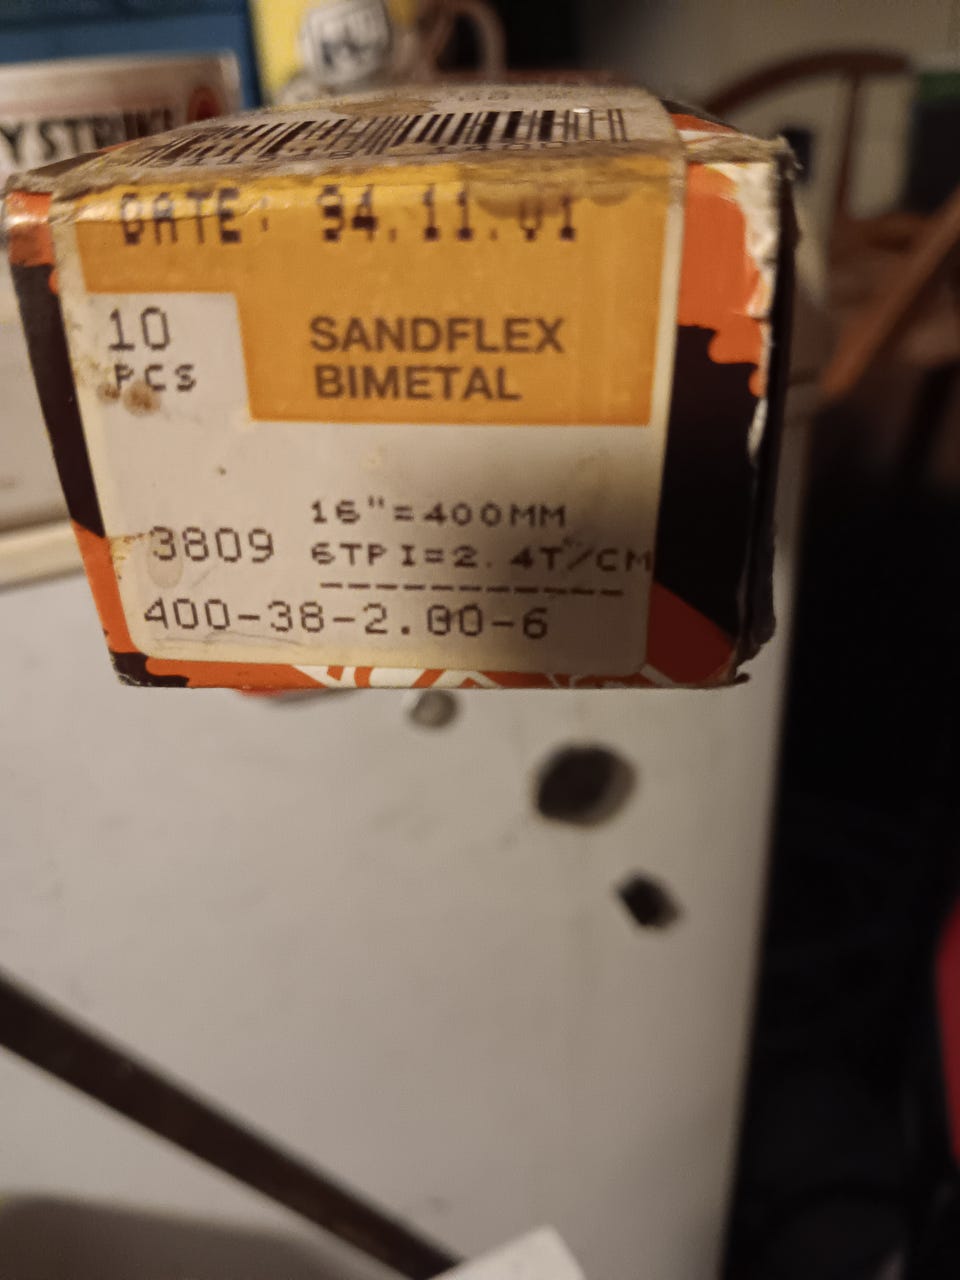 DATE: 94.11.01
10
PCS
SANDFLEX
BIMETAL
3809
16"=400MM
6TPI=2.4T/CM
400-38-2.00-6